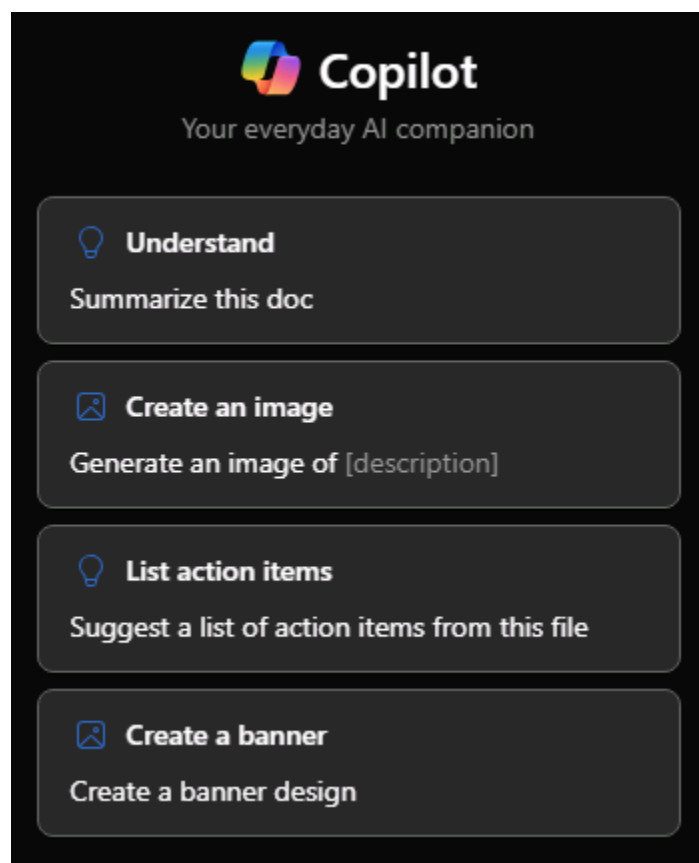 Copilot
Your everyday AI companion
Understand
Summarize this doc
Create an image
Generate an image of [description]
List action items
Suggest a list of action items from this file
Create a banner
Create a banner design